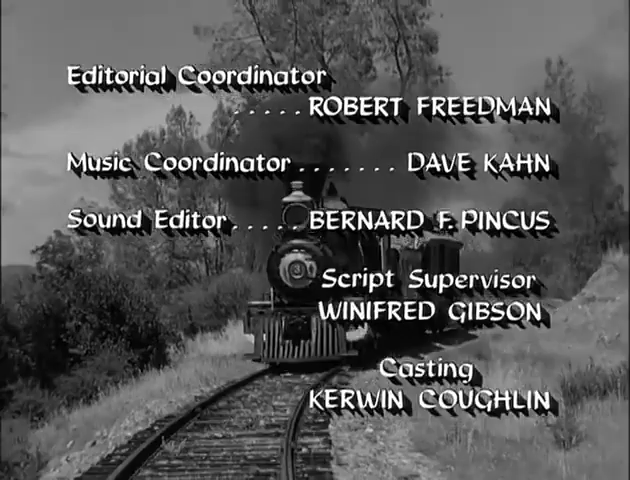 Editorial Coordinator
.....ROBERT FREEDMAN
Music Coordinator.......DAVE KAHN
Sound Editor.....BERNARD F. PINCUS
Script Supervisor
WINIFRED GIBSON
Casting
KERWIN COUGHLIN